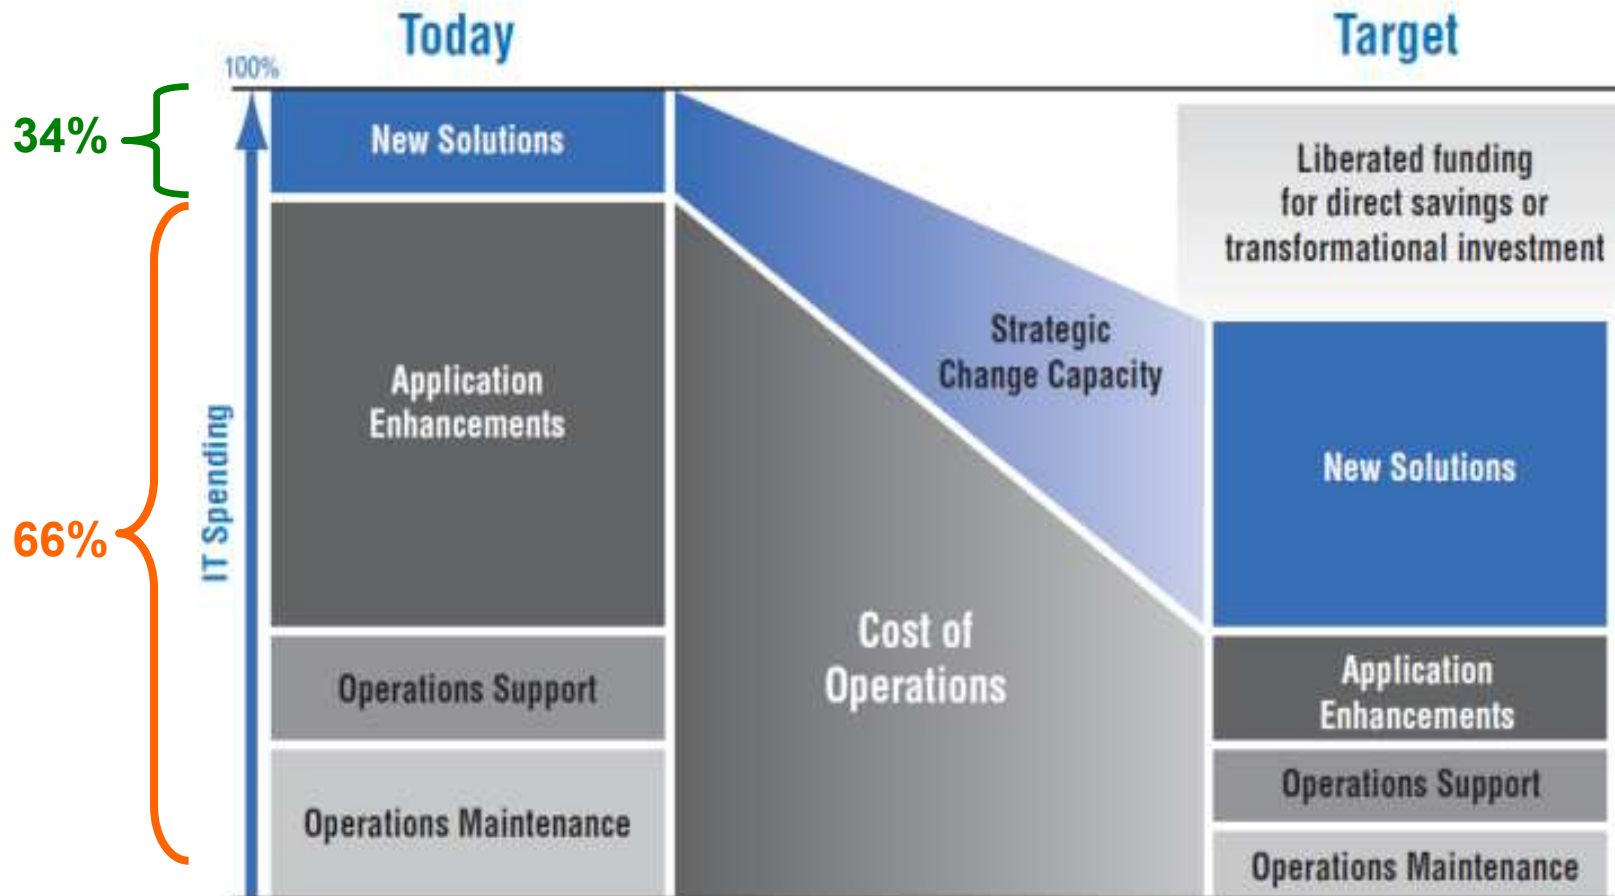 Today
Target
100%
34%
66%
IT Spending
New Solutions
Application
Enhancements
Operations Support
Operations Maintenance
Strategic
Change Capacity
Cost of
Operations
Liberated funding
for direct savings or
transformational investment
New Solutions
Application
Enhancements
Operations Support
Operations Maintenance